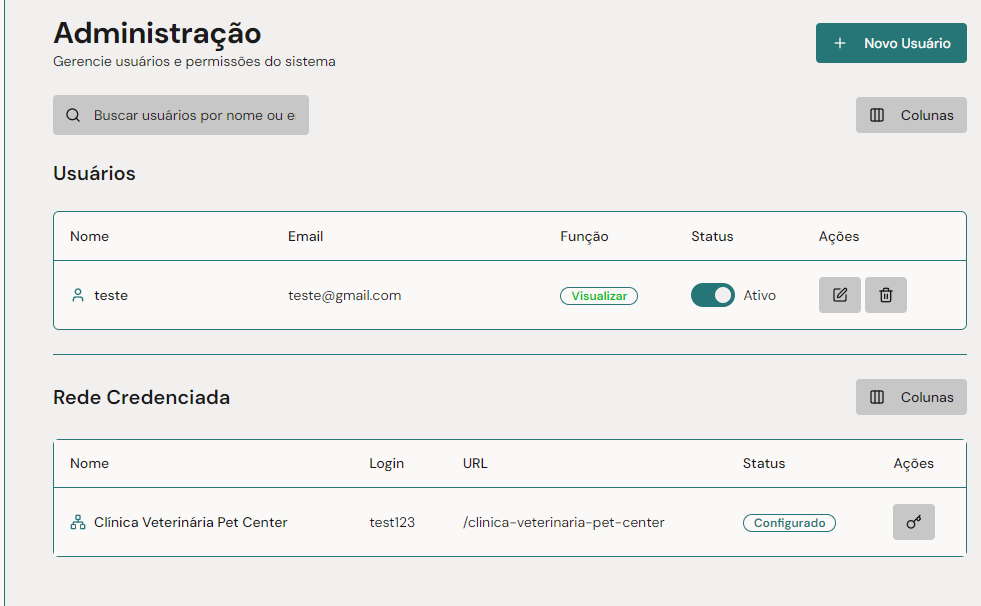 Administração
Gerencie usuários e permissões do sistema
Novo Usuário
Buscar usuários por nome ou e
Colunas
Usuários
Nome Email Função Status Ações
teste teste@gmail.com Visualizar Ativo
Rede Credenciada
Colunas
Nome Login URL Status Ações
Clínica Veterinária Pet Center test123 /clinica-veterinaria-pet-center Configurado